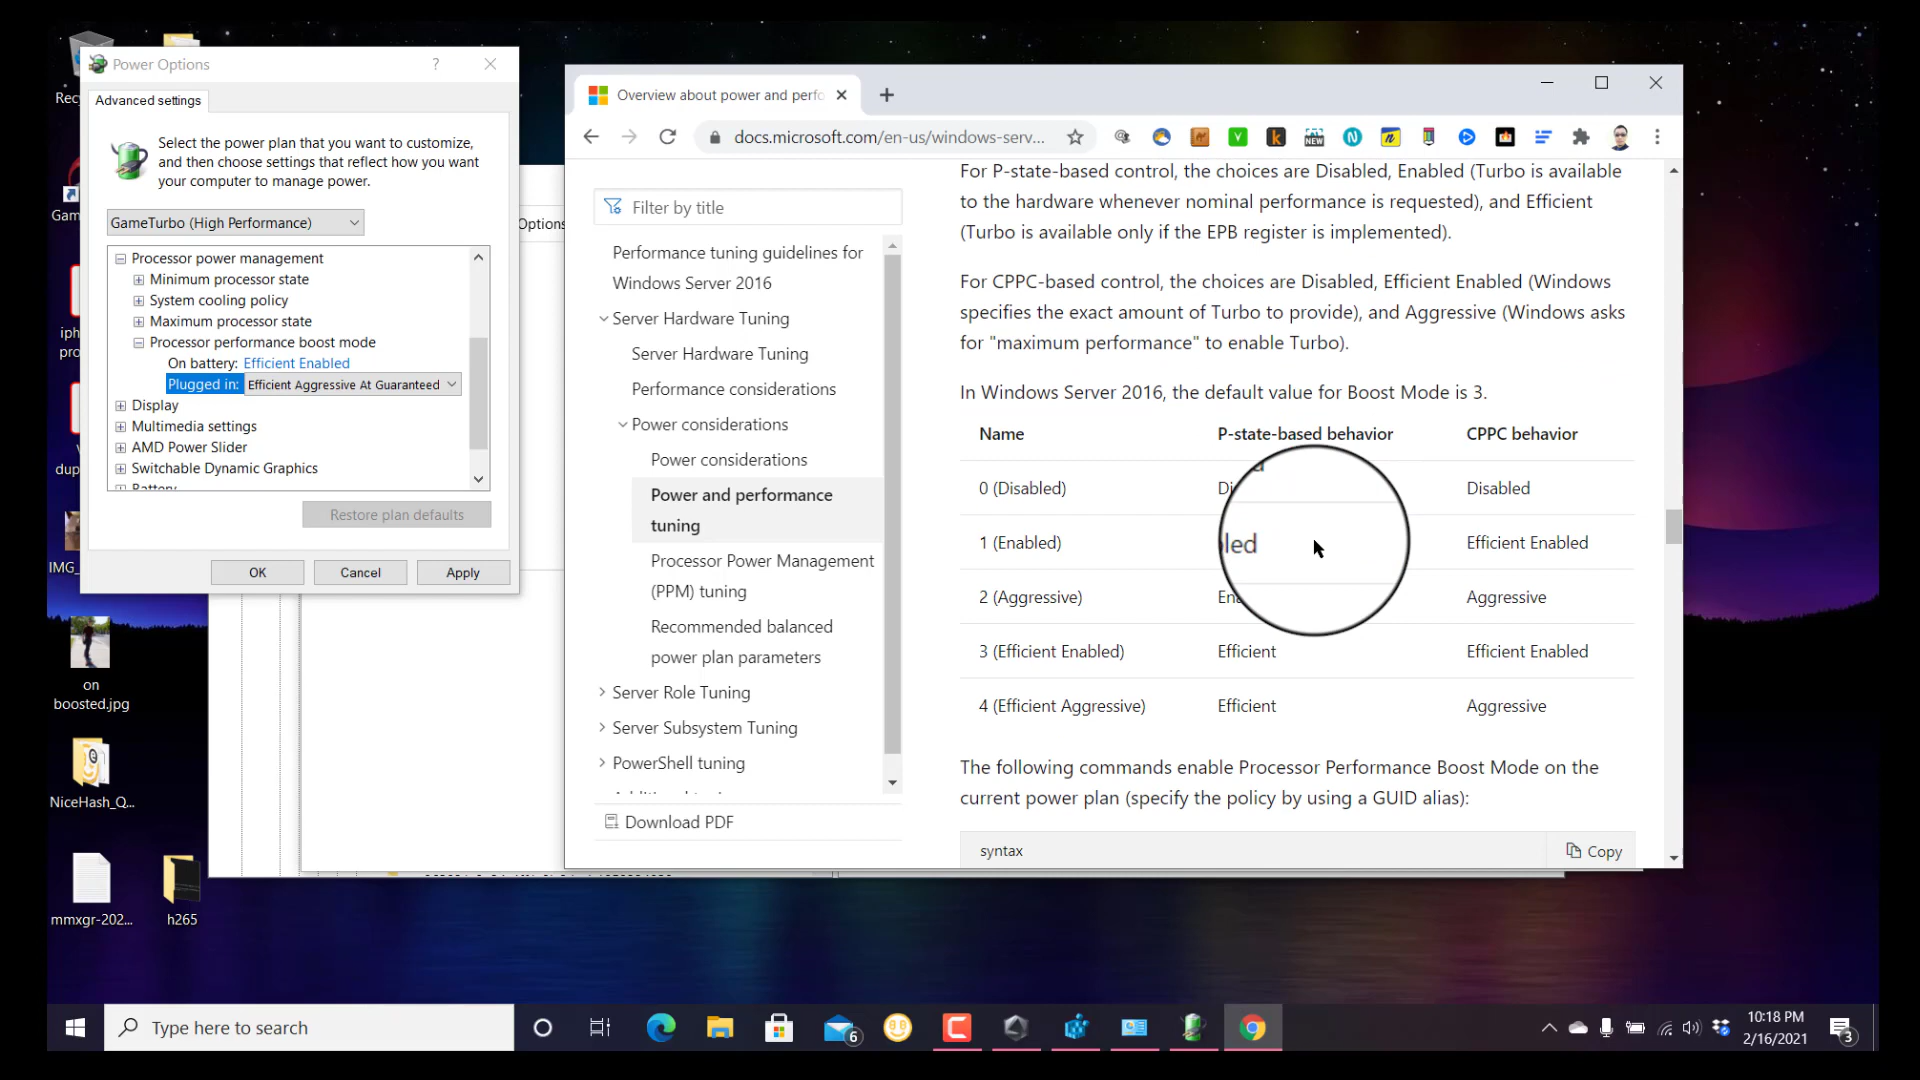 Power Options
?
Advanced settings
Select the power plan that you want to customize,
and then choose settings that reflect how you want
your computer to manage power.
GameTurbo (High Performance)
Processor power management
Minimum processor state
System cooling policy
Maximum processor state
Processor performance boost mode
On battery: Efficient Enabled
Plugged in: Efficient Aggressive At Guaranteed
Display
Multimedia settings
AMD Power Slider
Switchable Dynamic Graphics
Battery
Restore plan defaults
OK
Cancel
Apply
Options
Overview about power and perfo
docs.microsoft.com/en-us/windows-serv...
Filter by title
Performance tuning guidelines for
Windows Server 2016
Server Hardware Tuning
Server Hardware Tuning
Performance considerations
Power considerations
Power considerations
Power and performance
tuning
Processor Power Management
(PPM) tuning
Recommended balanced
power plan parameters
Server Role Tuning
Server Subsystem Tuning
PowerShell tuning
Download PDF
For P-state-based control, the choices are Disabled, Enabled (Turbo is available
to the hardware whenever nominal performance is requested), and Efficient
(Turbo is available only if the EPB register is implemented).
For CPPC-based control, the choices are Disabled, Efficient Enabled (Windows
specifies the exact amount of Turbo to provide), and Aggressive (Windows asks
for "maximum performance" to enable Turbo).
In Windows Server 2016, the default value for Boost Mode is 3.
Name P-state-based behavior CPPC behavior
0 (Disabled) Di Disabled
1 (Enabled) led Efficient Enabled
2 (Aggressive) Ena Aggressive
3 (Efficient Enabled) Efficient Efficient Enabled
4 (Efficient Aggressive) Efficient Aggressive
The following commands enable Processor Performance Boost Mode on the
current power plan (specify the policy by using a GUID alias):
syntax
Copy
Rec
Gam
iph
pro
dup
IMG_
on
boosted.jpg
NiceHash_Q...
mmxgr-202...
h265
Type here to search
6
10:18 PM
2/16/2021
3